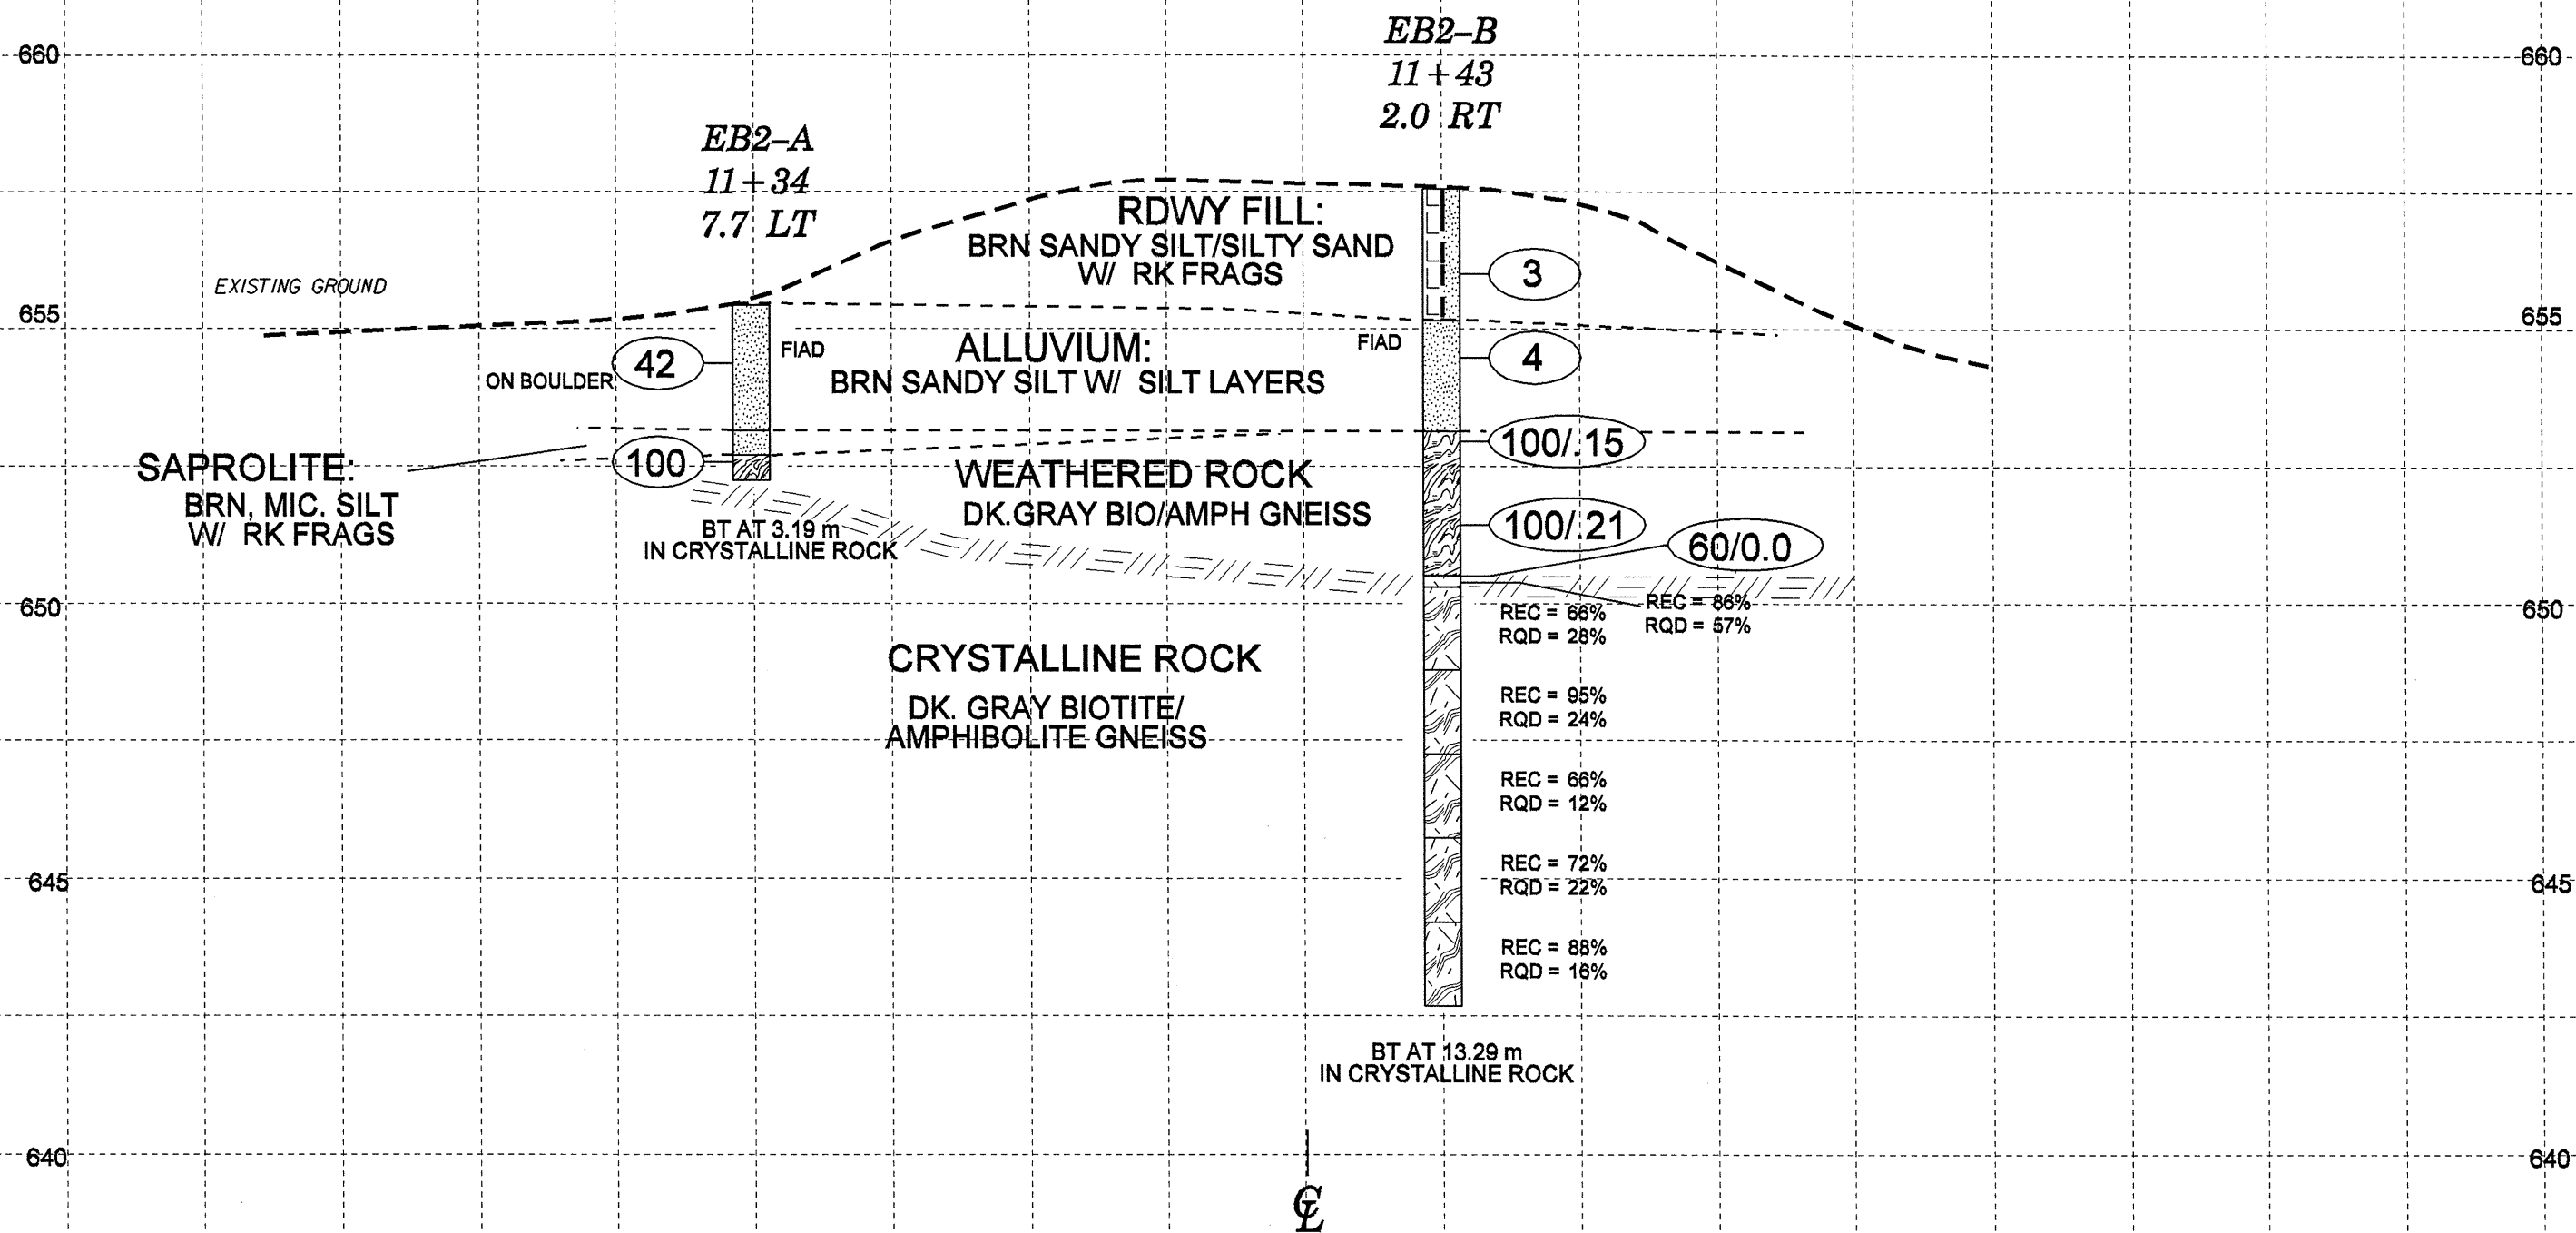 EB2-B
660
660
11+43
2.0 RT
EB2-A
11+34
7.7 LT
RDWY FILL:
BRN SANDY SILT/SILTY SAND
W/ RK FRAGS
3
EXISTING GROUND
655
655
FIAD
FIAD
ALLUVIUM:
BRN SANDY SILT W/ SILT LAYERS
42
4
ON BOULDER
SAPROLITE:
BRN, MIC. SILT
W/ RK FRAGS
100
WEATHERED ROCK
DK.GRAY BIO/AMPH GNEISS
100/.15
100/.21
60/0.0
BT AT 3.19 m
IN CRYSTALLINE ROCK
650
650
REC = 66%
RQD = 28%
REC = 86%
RQD = 57%
CRYSTALLINE ROCK
DK. GRAY BIOTITE/
AMPHIBOLITE GNEISS
REC = 95%
RQD = 24%
REC = 66%
RQD = 12%
REC = 72%
RQD = 22%
645
645
REC = 88%
RQD = 16%
BT AT 13.29 m
IN CRYSTALLINE ROCK
640
640
CL